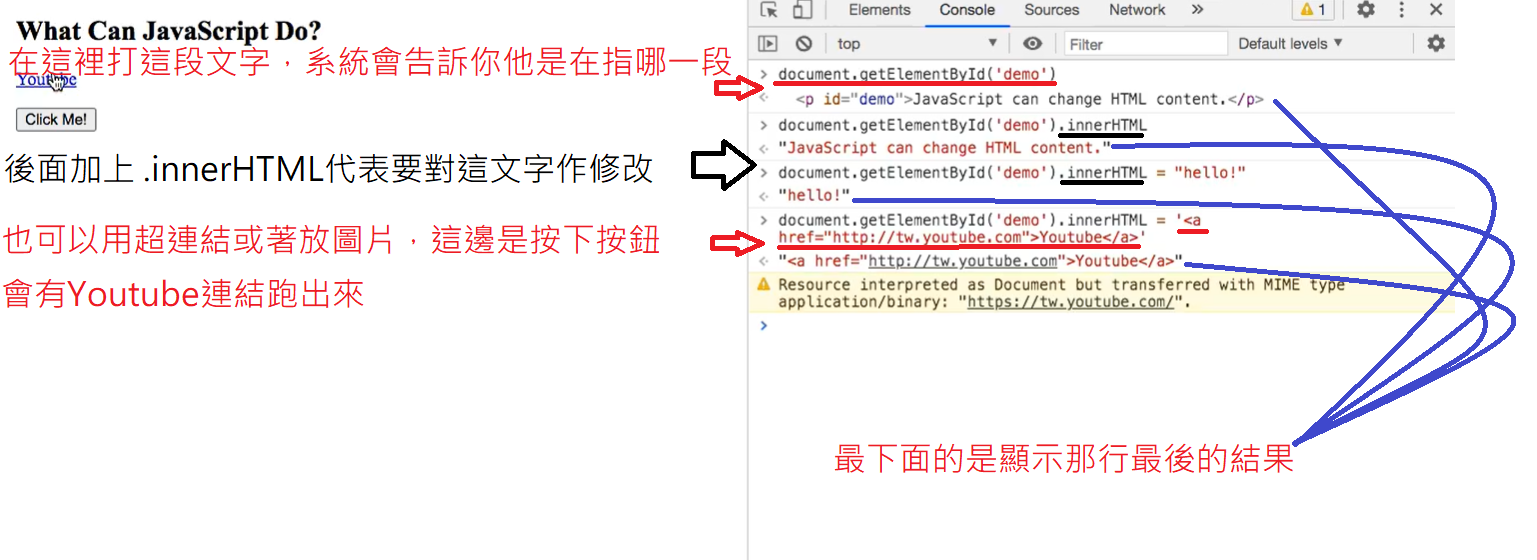 What Can JavaScript Do?
在這裡打這段文字，系統會告訴你他是在指哪一段
Youtube
Click Me!
後面加上 .innerHTML代表要對這文字作修改
也可以用超連結或著放圖片，這邊是按下按鈕
會有Youtube連結跑出來
Elements Console Sources Network » 1
top Filter Default levels ▼
> document.getElementById('demo')
<p id="demo">JavaScript can change HTML content.</p>
> document.getElementById('demo').innerHTML
"JavaScript can change HTML content."
> document.getElementById('demo').innerHTML = "hello!"
"hello!"
> document.getElementById('demo').innerHTML = '<a
href="http://tw.youtube.com">Youtube</a>'
"<a href="http://tw.youtube.com">Youtube</a>"
Resource interpreted as Document but transferred with MIME type
application/binary: "https://tw.youtube.com/".
>
最下面的是顯示那行最後的結果